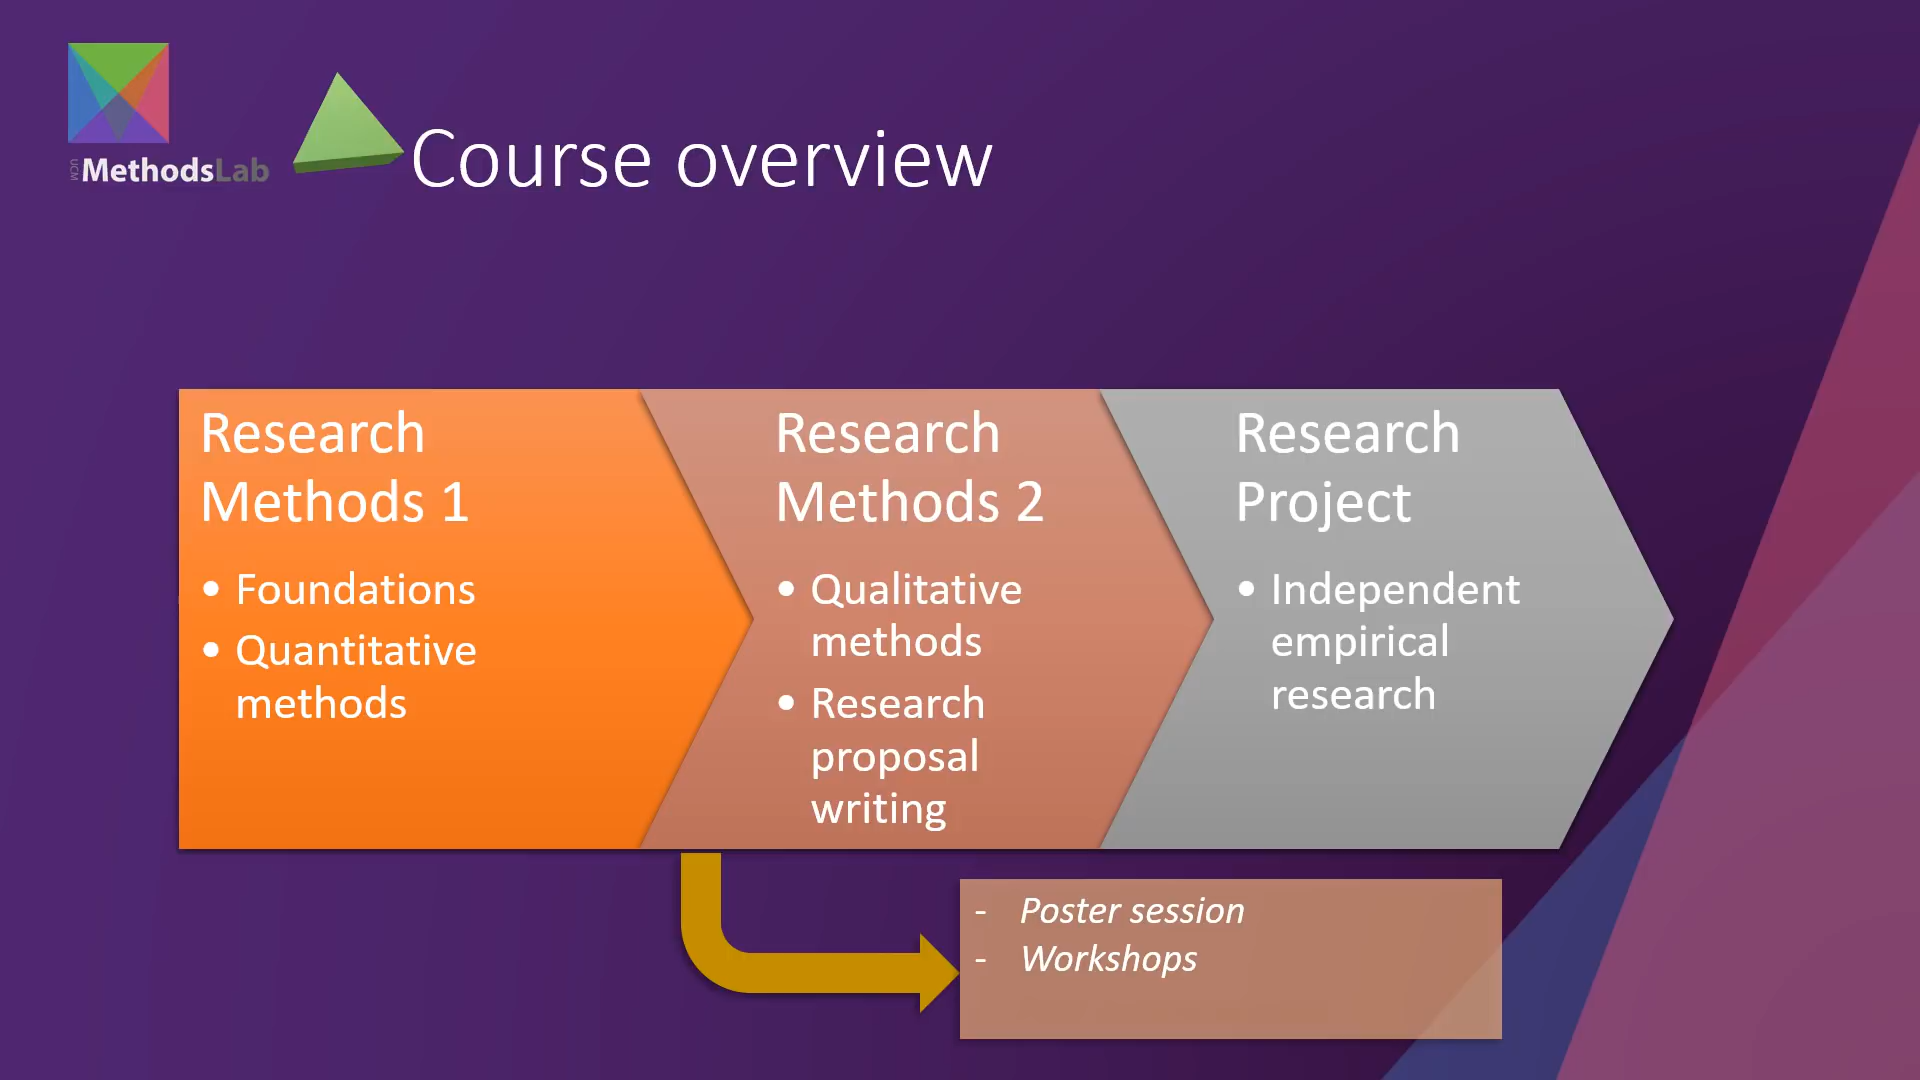 UCM
MethodsLab
Course overview
Research
Methods 1
• Foundations
• Quantitative
methods
Research
Methods 2
• Qualitative
methods
• Research
proposal
writing
Research
Project
• Independent
empirical
research
- Poster session
- Workshops